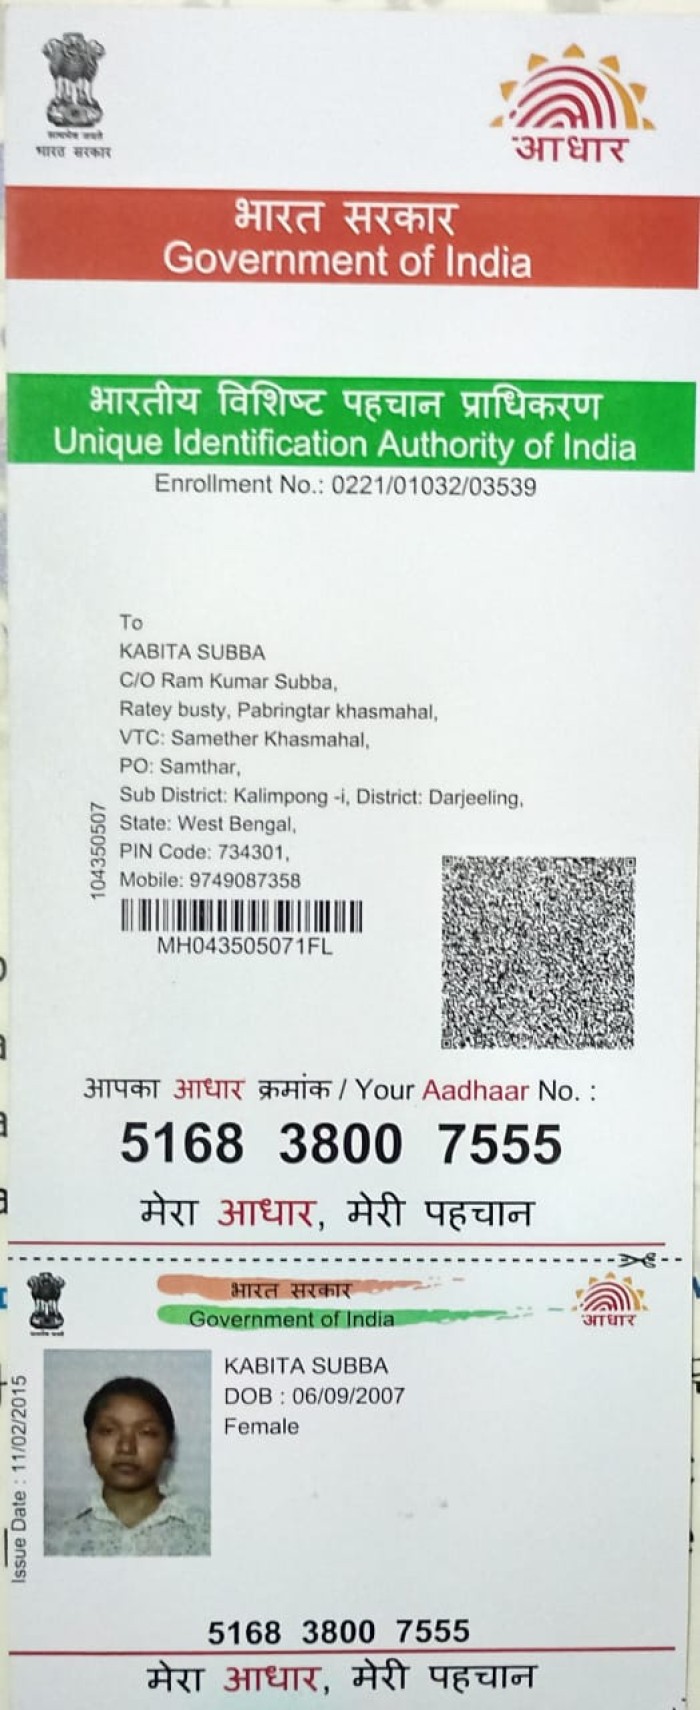 सत्यमेव जयते
भारत सरकार
आधार
भारत सरकार
Government of India
भारतीय विशिष्ट पहचान प्राधिकरण
Unique Identification Authority of India
Enrollment No.: 0221/01032/03539
To
KABITA SUBBA
C/O Ram Kumar Subba,
Ratey busty, Pabringtar khasmahal,
VTC: Samether Khasmahal,
PO: Samthar,
Sub District: Kalimpong -i, District: Darjeeling,
State: West Bengal,
PIN Code: 734301,
Mobile: 9749087358
104350507
MH043505071FL
आपका आधार क्रमांक / Your Aadhaar No. :
5168 3800 7555
मेरा आधार, मेरी पहचान
भारत सरकार
Government of India
आधार
KABITA SUBBA
DOB : 06/09/2007
Female
Issue Date : 11/02/2015
5168 3800 7555
मेरा आधार, मेरी पहचान